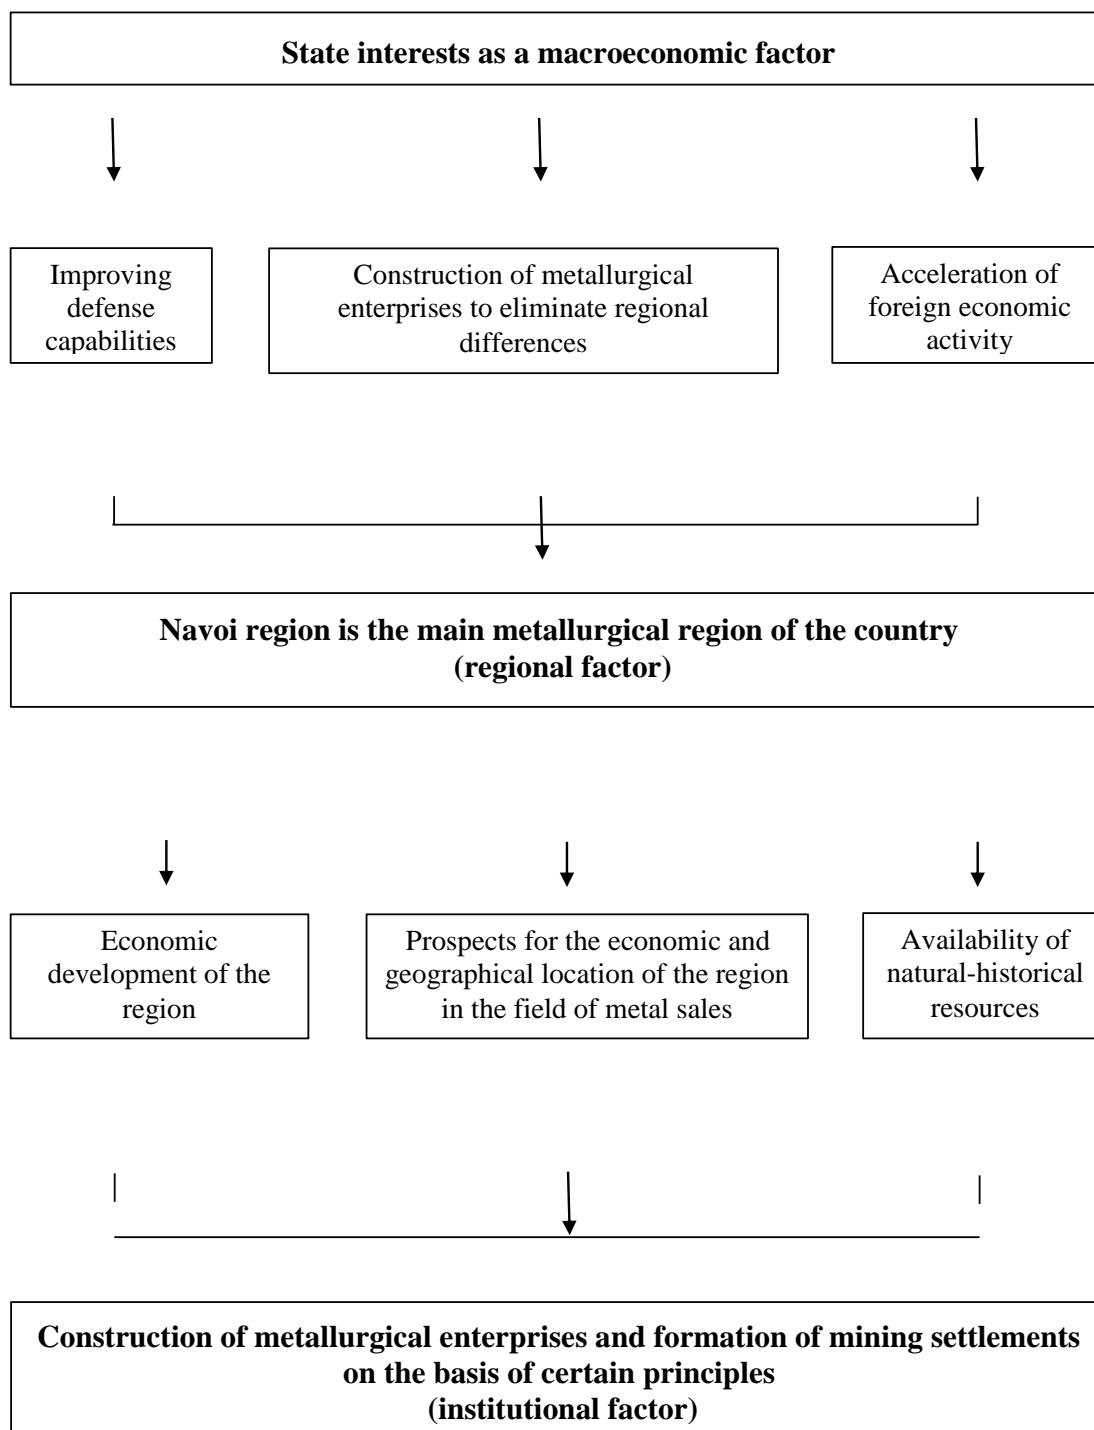 State interests as a macroeconomic factor
Improving
defense
capabilities
Construction of metallurgical
enterprises to eliminate regional
differences
Acceleration of
foreign economic
activity
Navoi region is the main metallurgical region of the country
(regional factor)
Economic
development of the
region
Prospects for the economic and
geographical location of the region
in the field of metal sales
Availability of
natural-historical
resources
Construction of metallurgical enterprises and formation of mining settlements
on the basis of certain principles
(institutional factor)